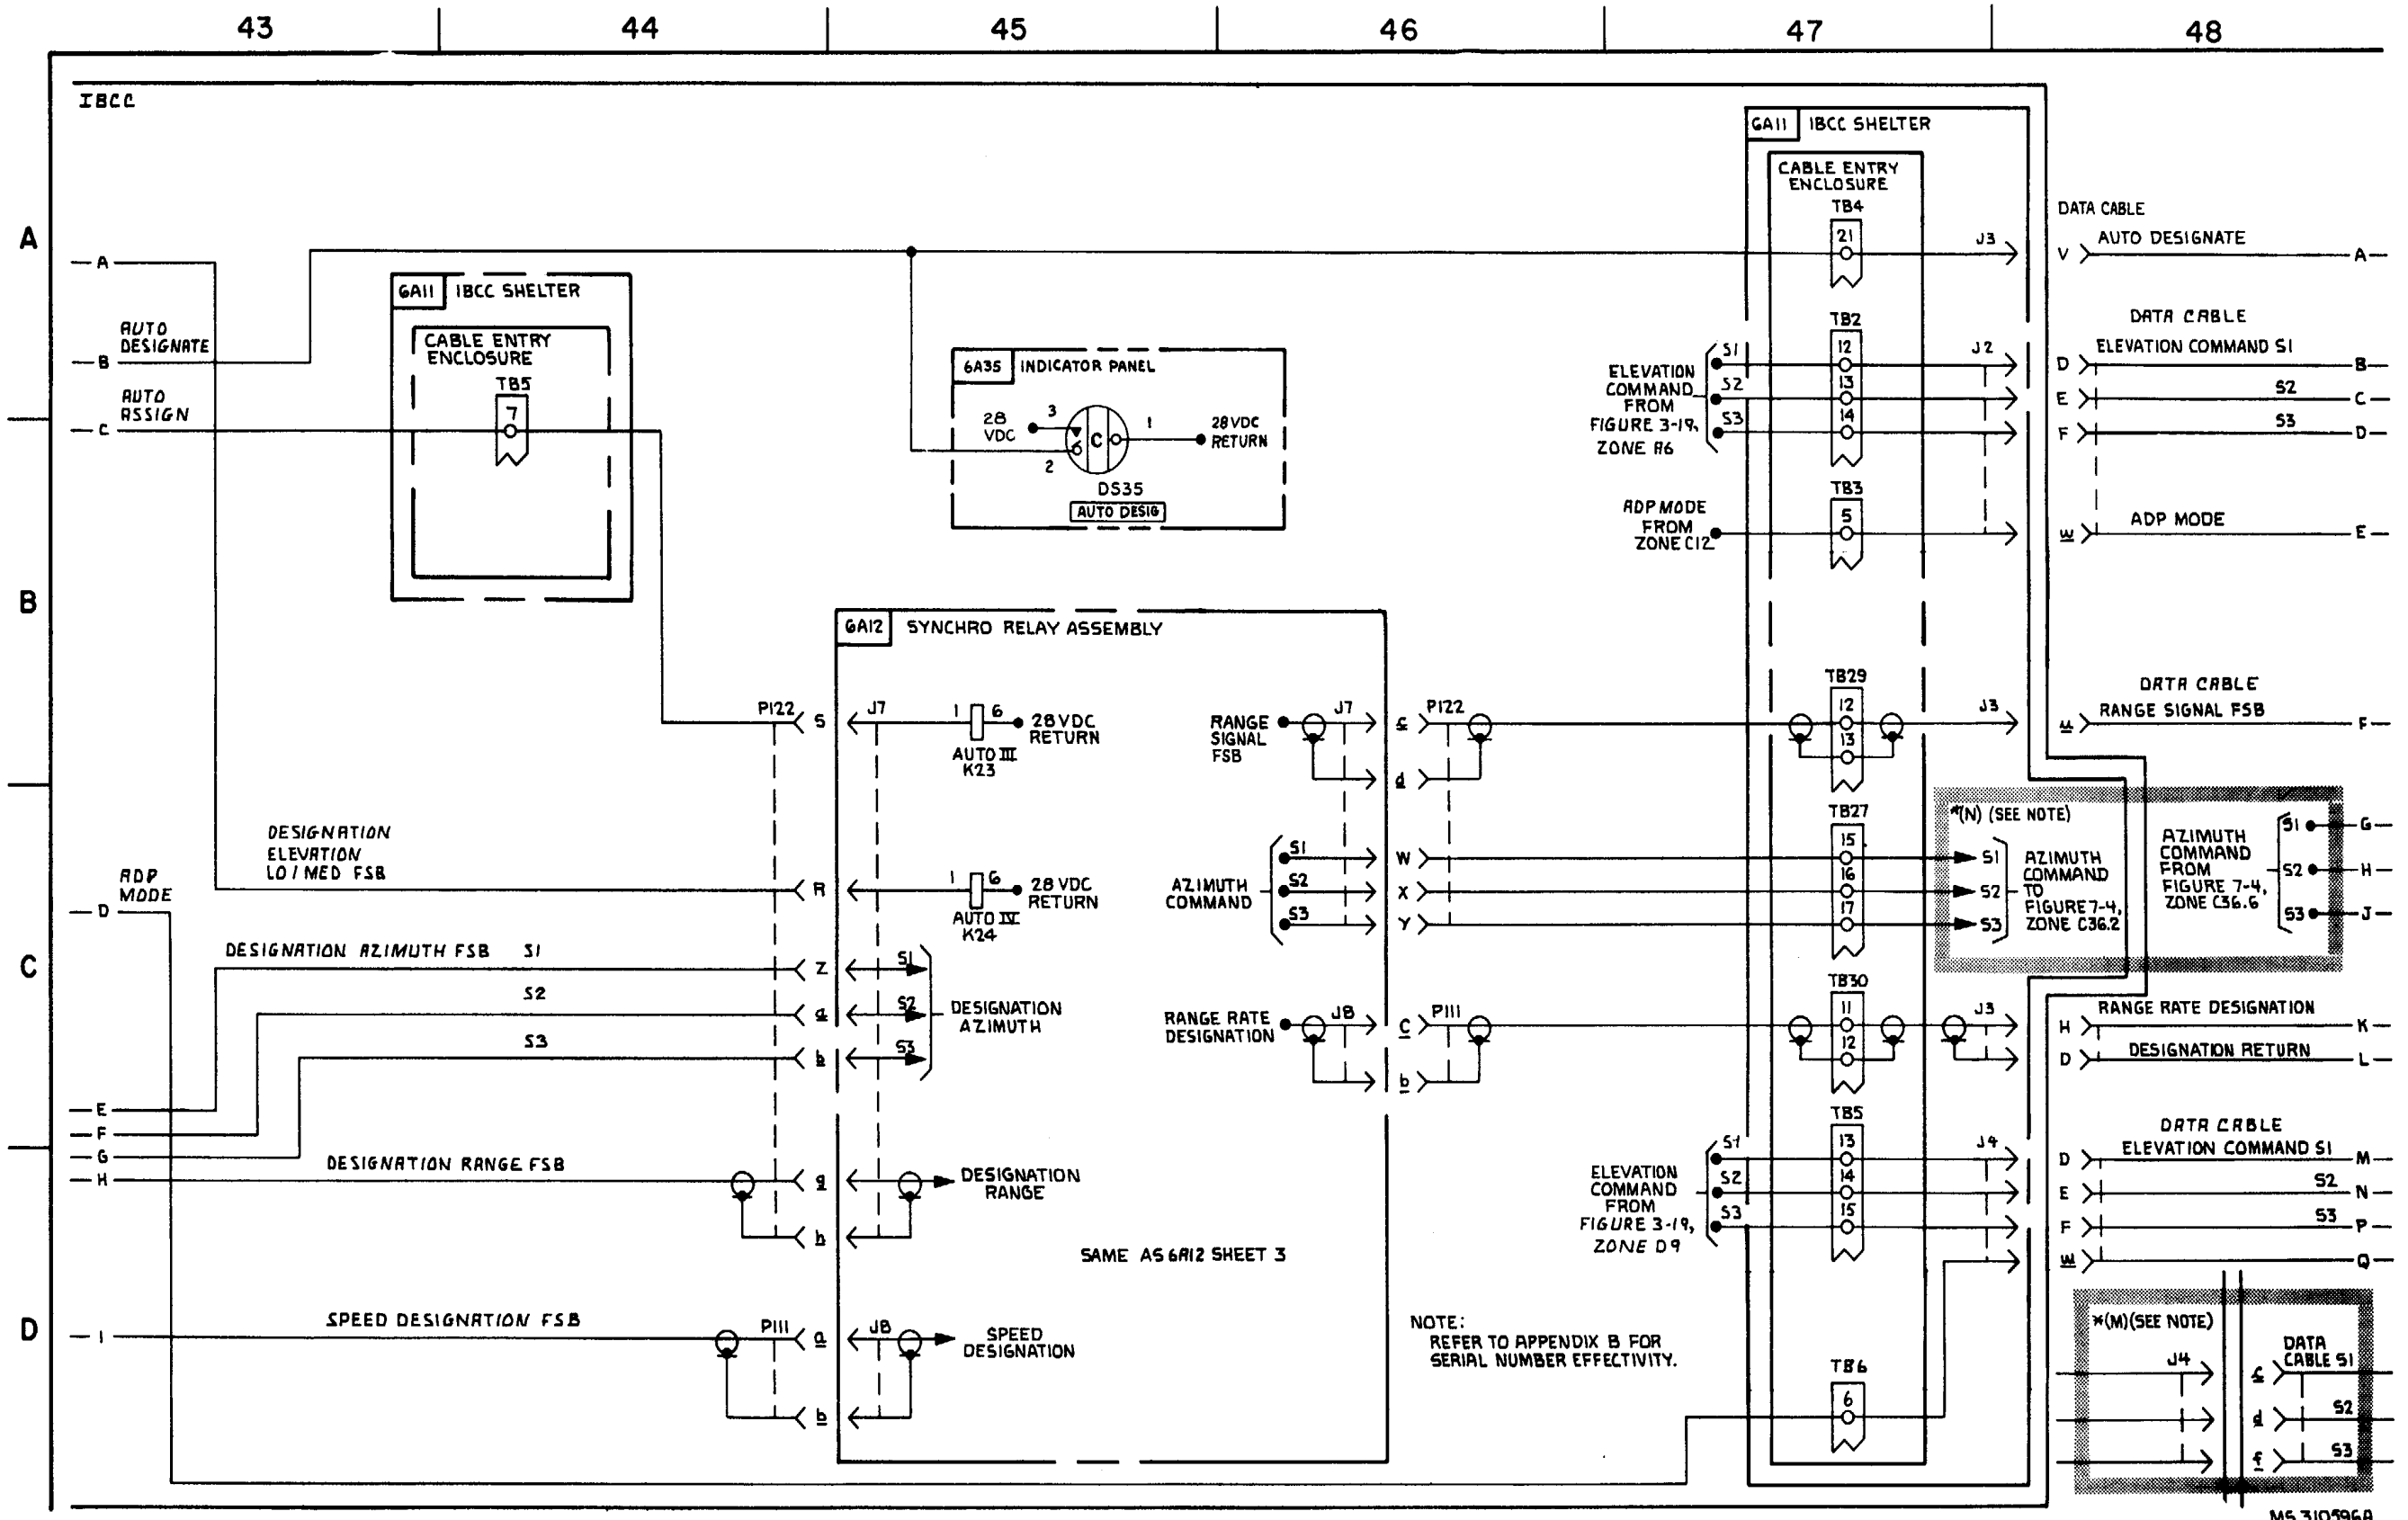 43 44 45 46 47 48
A
B
C
D
IBCC
A
AUTO
DESIGNATE
B
AUTO
ASSIGN
C
6A11 IBCC SHELTER
CABLE ENTRY
ENCLOSURE
TB5
7
6A35 INDICATOR PANEL
28
VDC
3
2
C
1
28VDC
RETURN
DS35
AUTO DESIG
6A12 SYNCHRO RELAY ASSEMBLY
P122
S
J7
1 6
28 VDC
RETURN
AUTO III
K23
DESIGNATION
ELEVATION
LO/MED FSB
R
1 6
28 VDC
RETURN
AUTO IV
K24
ADP
MODE
D
DESIGNATION AZIMUTH FSB S1
S2
S3
Z
a
b
S1
S2
S3
DESIGNATION
AZIMUTH
E
F
G
H
DESIGNATION RANGE FSB
g
h
DESIGNATION
RANGE
SAME AS 6A12 SHEET 3
I
SPEED DESIGNATION FSB
P111
a
b
J8
SPEED
DESIGNATION
RANGE
SIGNAL
FSB
J7
c
P122
d
AZIMUTH
COMMAND
S1
S2
S3
W
X
Y
RANGE RATE
DESIGNATION
J8
c
P111
b
NOTE:
REFER TO APPENDIX B FOR
SERIAL NUMBER EFFECTIVITY.
6A11 IBCC SHELTER
CABLE ENTRY
ENCLOSURE
TB4
21
J3
V
DATA CABLE
AUTO DESIGNATE
A
ELEVATION
COMMAND
FROM
FIGURE 3-19,
ZONE A6
S1
S2
S3
TB2
12
13
14
J2
D
E
F
DATA CABLE
ELEVATION COMMAND S1
S2
S3
B
C
D
ADP MODE
FROM
ZONE C12
TB3
5
w
ADP MODE
E
TB29
12
13
J3
u
DATA CABLE
RANGE SIGNAL FSB
F
TB27
15
16
17
*(N) (SEE NOTE)
S1
S2
S3
AZIMUTH
COMMAND
TO
FIGURE 7-4,
ZONE C36.2
AZIMUTH
COMMAND
FROM
FIGURE 7-4,
ZONE C36.6
S1
S2
S3
G
H
J
TB30
11
12
J3
H
D
RANGE RATE DESIGNATION
DESIGNATION RETURN
K
L
ELEVATION
COMMAND
FROM
FIGURE 3-19,
ZONE D9
S1
S2
S3
TB5
13
14
15
J4
D
E
F
w
DATA CABLE
ELEVATION COMMAND S1
S2
S3
M
N
P
Q
TB6
6
*(M)(SEE NOTE)
J4
c
d
f
DATA
CABLE S1
S2
S3
MS 310596A